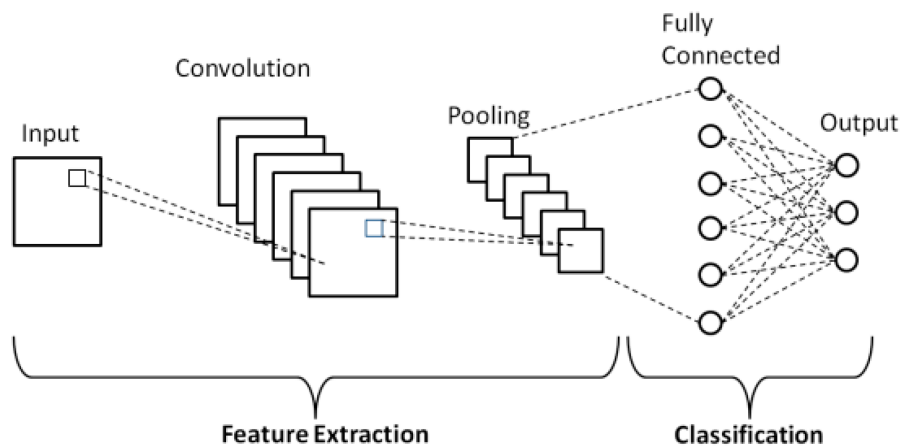 Input
Convolution
Pooling
Fully
Connected
Output
Feature Extraction
Classification